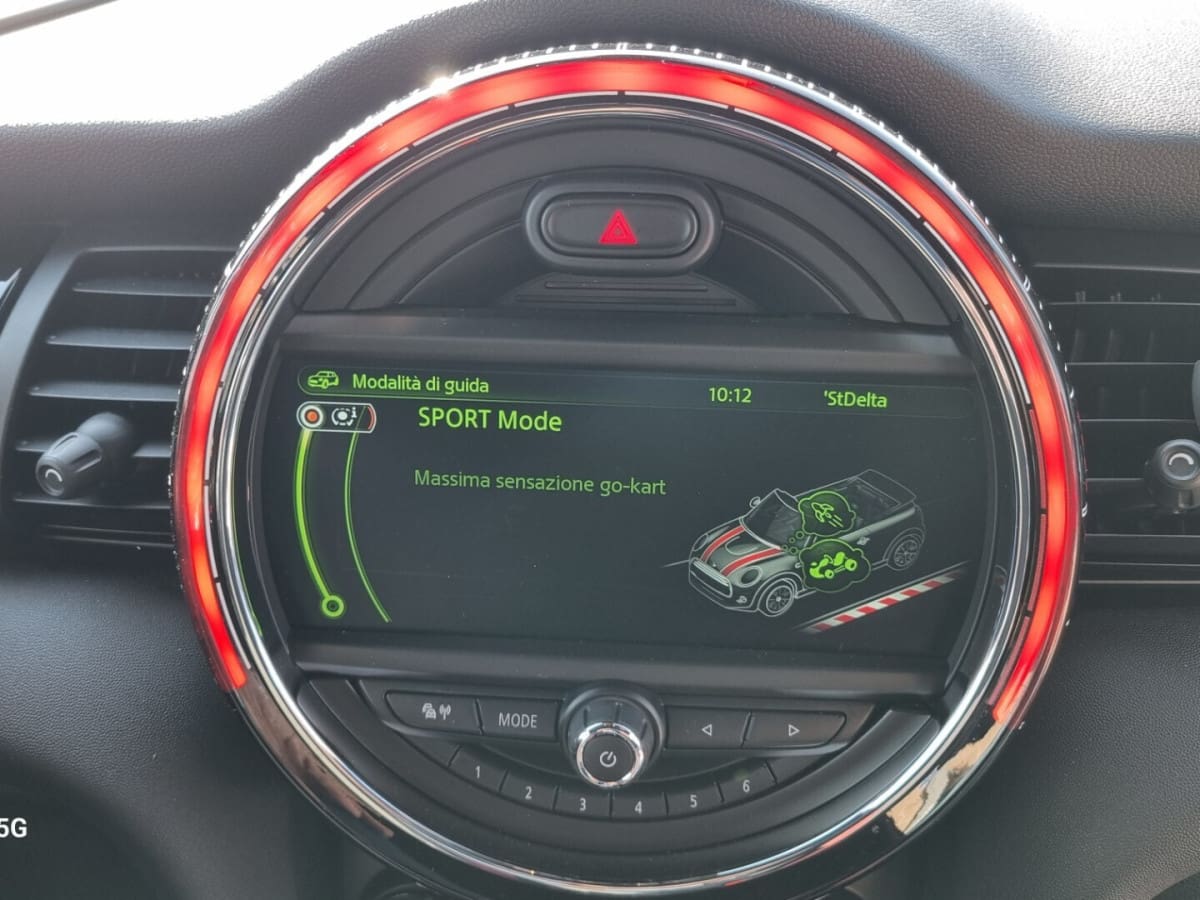 Modalità di guida 10:12 'StDelta
SPORT Mode
Massima sensazione go-kart
MODE
1 2 3 4 5 6
5G